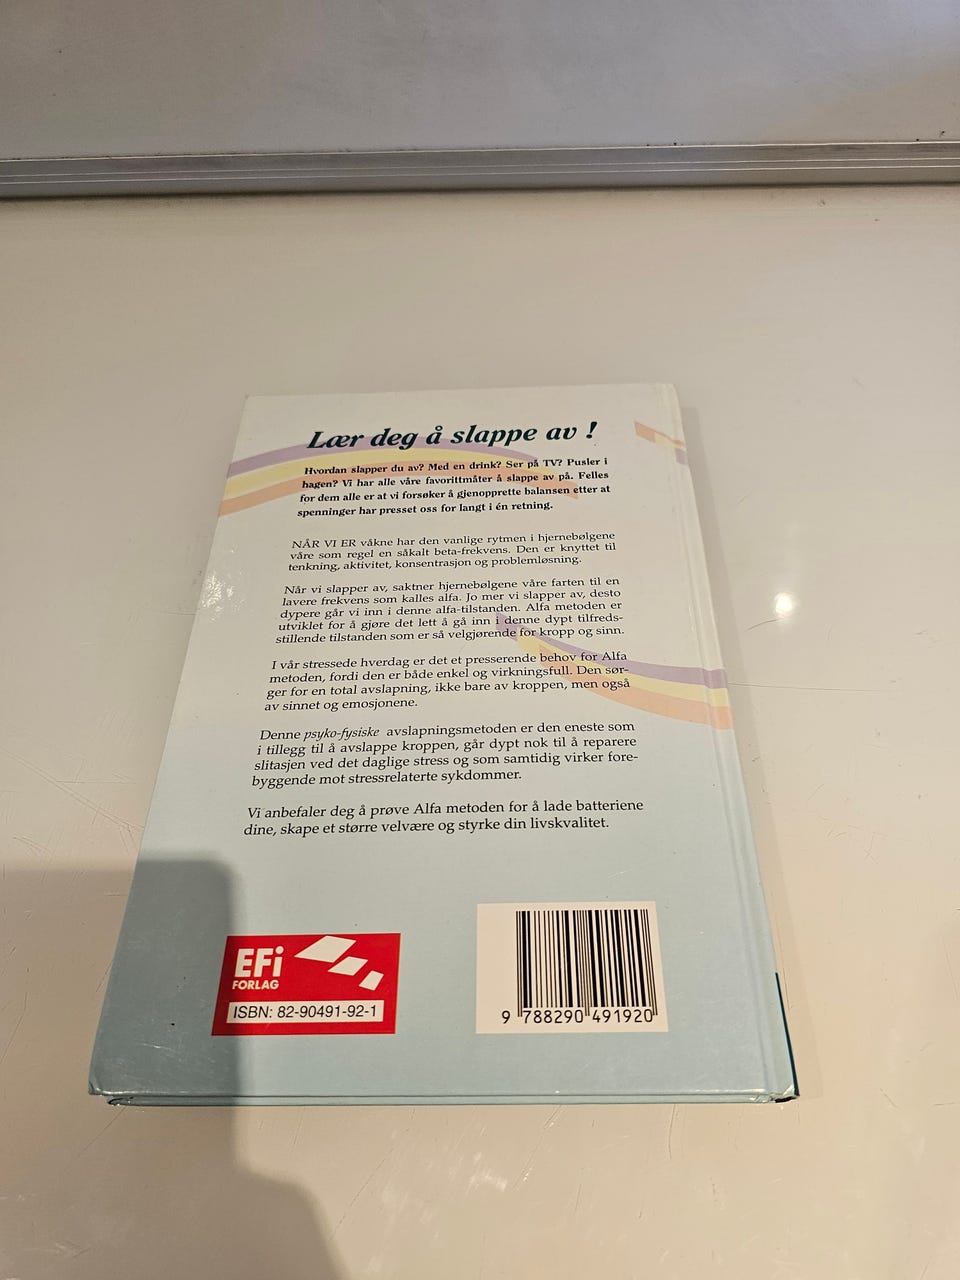 Lær deg å slappe av !
Hvordan slapper du av? Med en drink? Ser på TV? Pusler i
hagen? Vi har alle våre favorittmåter å slappe av på. Felles
for dem alle er at vi forsøker å gjenopprette balansen etter at
spenninger har presset oss for langt i én retning.
NÅR VI ER våkne har den vanlige rytmen i hjernebølgene
våre som regel en såkalt beta-frekvens. Den er knyttet til
tenkning, aktivitet, konsentrasjon og problemløsning.
Når vi slapper av, saktner hjernebølgene våre farten til en
lavere frekvens som kalles alfa. Jo mer vi slapper av, desto
dypere går vi inn i denne alfa-tilstanden. Alfa metoden er
utviklet for å gjøre det lett å gå inn i denne dypt tilfreds-
stillende tilstanden som er så velgjørende for kropp og sinn.
I vår stressede hverdag er det et presserende behov for Alfa
metoden, fordi den er både enkel og virkningsfull. Den sør-
ger for en total avslapning, ikke bare av kroppen, men også
av sinnet og emosjonene.
Denne psyko-fysiske avslapningsmetoden er den eneste som
i tillegg til å avslappe kroppen, går dypt nok til å reparere
slitasjen ved det daglige stress og som samtidig virker fore-
byggende mot stressrelaterte sykdommer.
Vi anbefaler deg å prøve Alfa metoden for å lade batteriene
dine, skape et større velvære og styrke din livskvalitet.
EFi
FORLAG
ISBN: 82-90491-92-1
9 788290 491920